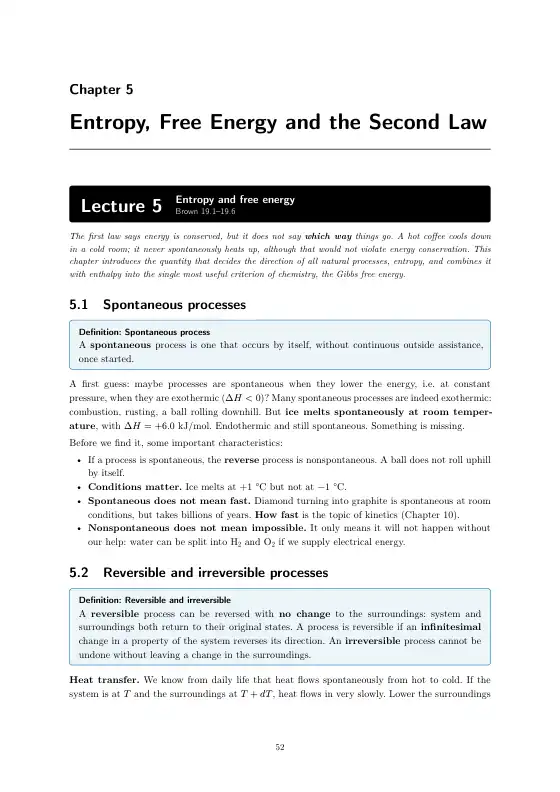 Chapter 5
Entropy, Free Energy and the Second Law
Lecture 5
Entropy and free energy
Brown 19.1–19.6
The first law says energy is conserved, but it does not say which way things go. A hot coffee cools down
in a cold room; it never spontaneously heats up, although that would not violate energy conservation. This
chapter introduces the quantity that decides the direction of all natural processes, entropy, and combines it
with enthalpy into the single most useful criterion of chemistry, the Gibbs free energy.
5.1 Spontaneous processes
Definition: Spontaneous process
A spontaneous process is one that occurs by itself, without continuous outside assistance,
once started.
A first guess: maybe processes are spontaneous when they lower the energy, i.e. at constant
pressure, when they are exothermic (ΔH < 0)? Many spontaneous processes are indeed exothermic:
combustion, rusting, a ball rolling downhill. But ice melts spontaneously at room temper-
ature, with ΔH = +6.0 kJ/mol. Endothermic and still spontaneous. Something is missing.
Before we find it, some important characteristics:
• If a process is spontaneous, the reverse process is nonspontaneous. A ball does not roll uphill
by itself.
• Conditions matter. Ice melts at +1 °C but not at −1 °C.
• Spontaneous does not mean fast. Diamond turning into graphite is spontaneous at room
conditions, but takes billions of years. How fast is the topic of kinetics (Chapter 10).
• Nonspontaneous does not mean impossible. It only means it will not happen without
our help: water can be split into H₂ and O₂ if we supply electrical energy.
5.2 Reversible and irreversible processes
Definition: Reversible and irreversible
A reversible process can be reversed with no change to the surroundings: system and
surroundings both return to their original states. A process is reversible if an infinitesimal
change in a property of the system reverses its direction. An irreversible process cannot be
undone without leaving a change in the surroundings.
Heat transfer. We know from daily life that heat flows spontaneously from hot to cold. If the
system is at T and the surroundings at T + dT, heat flows in very slowly. Lower the surroundings
52